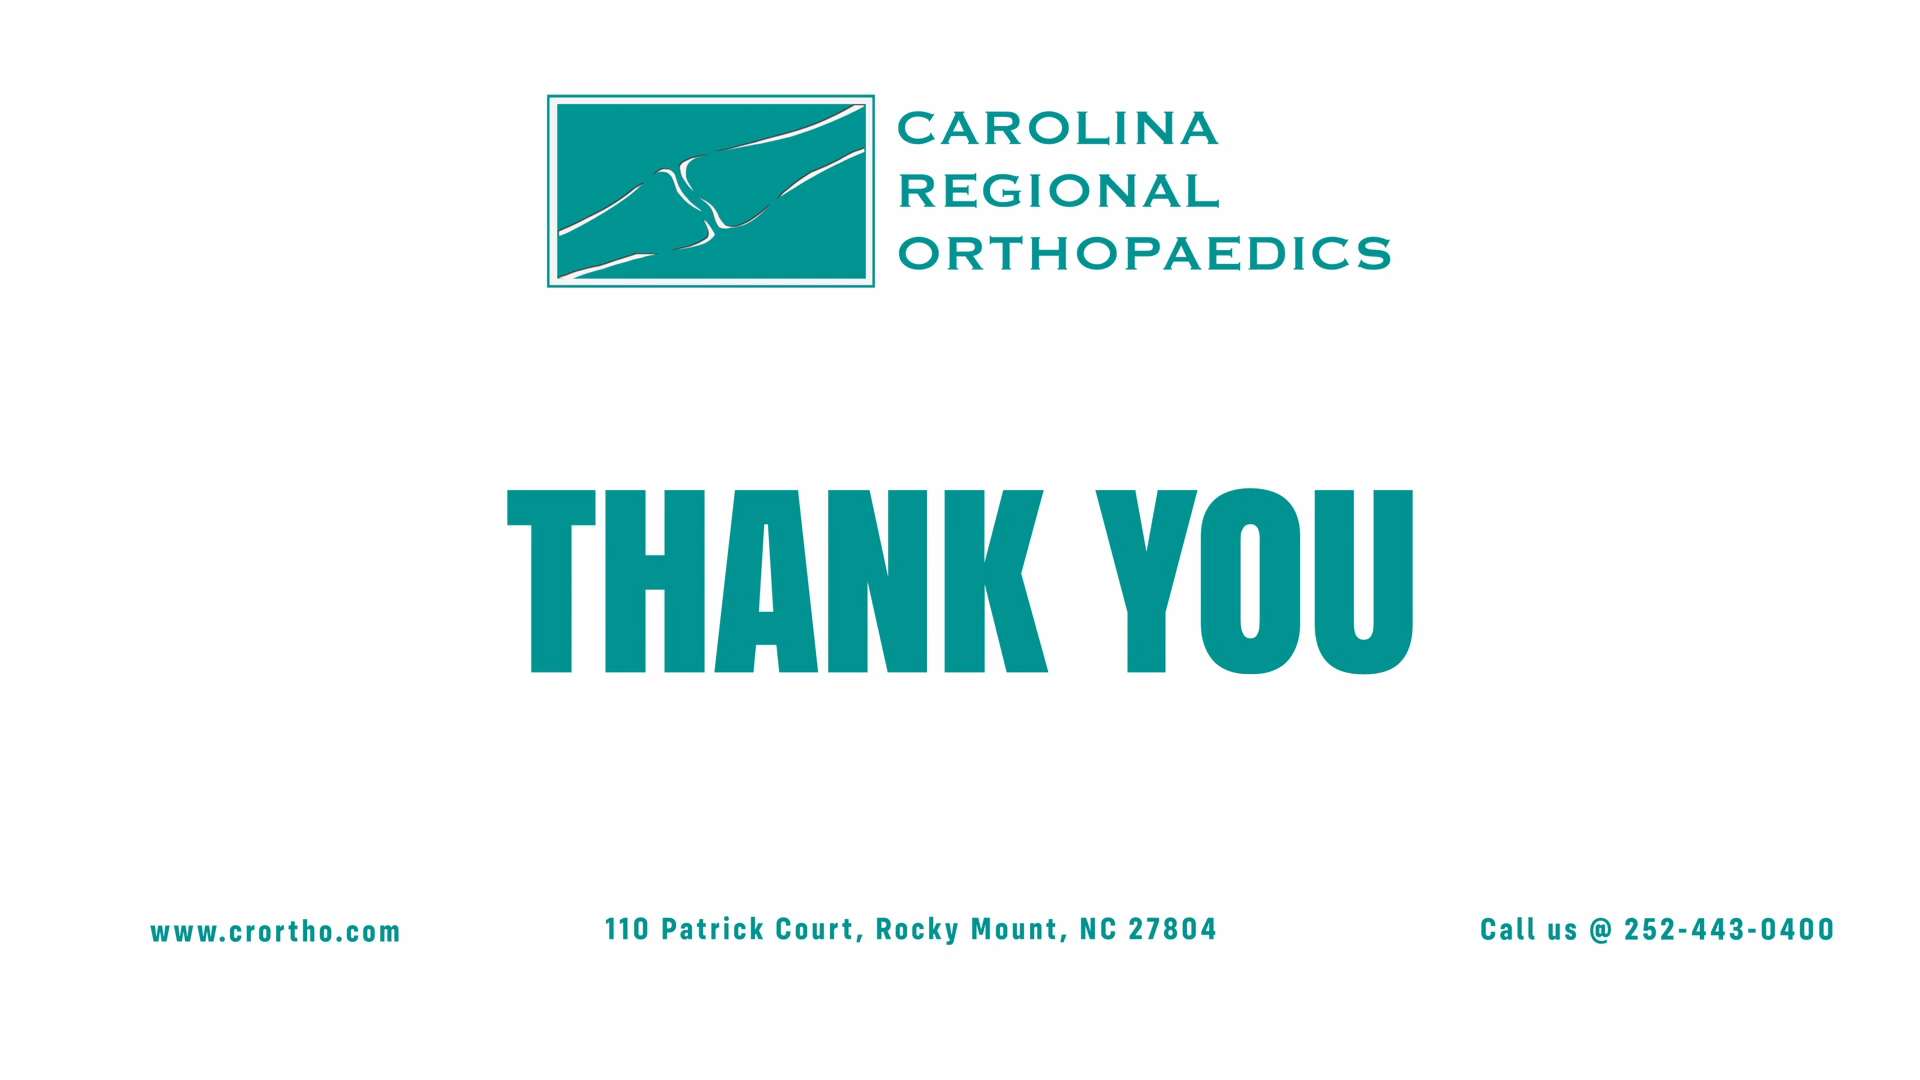 CAROLINA
REGIONAL
ORTHOPAEDICS
THANK YOU
www.crortho.com
110 Patrick Court, Rocky Mount, NC 27804
Call us @ 252-443-0400